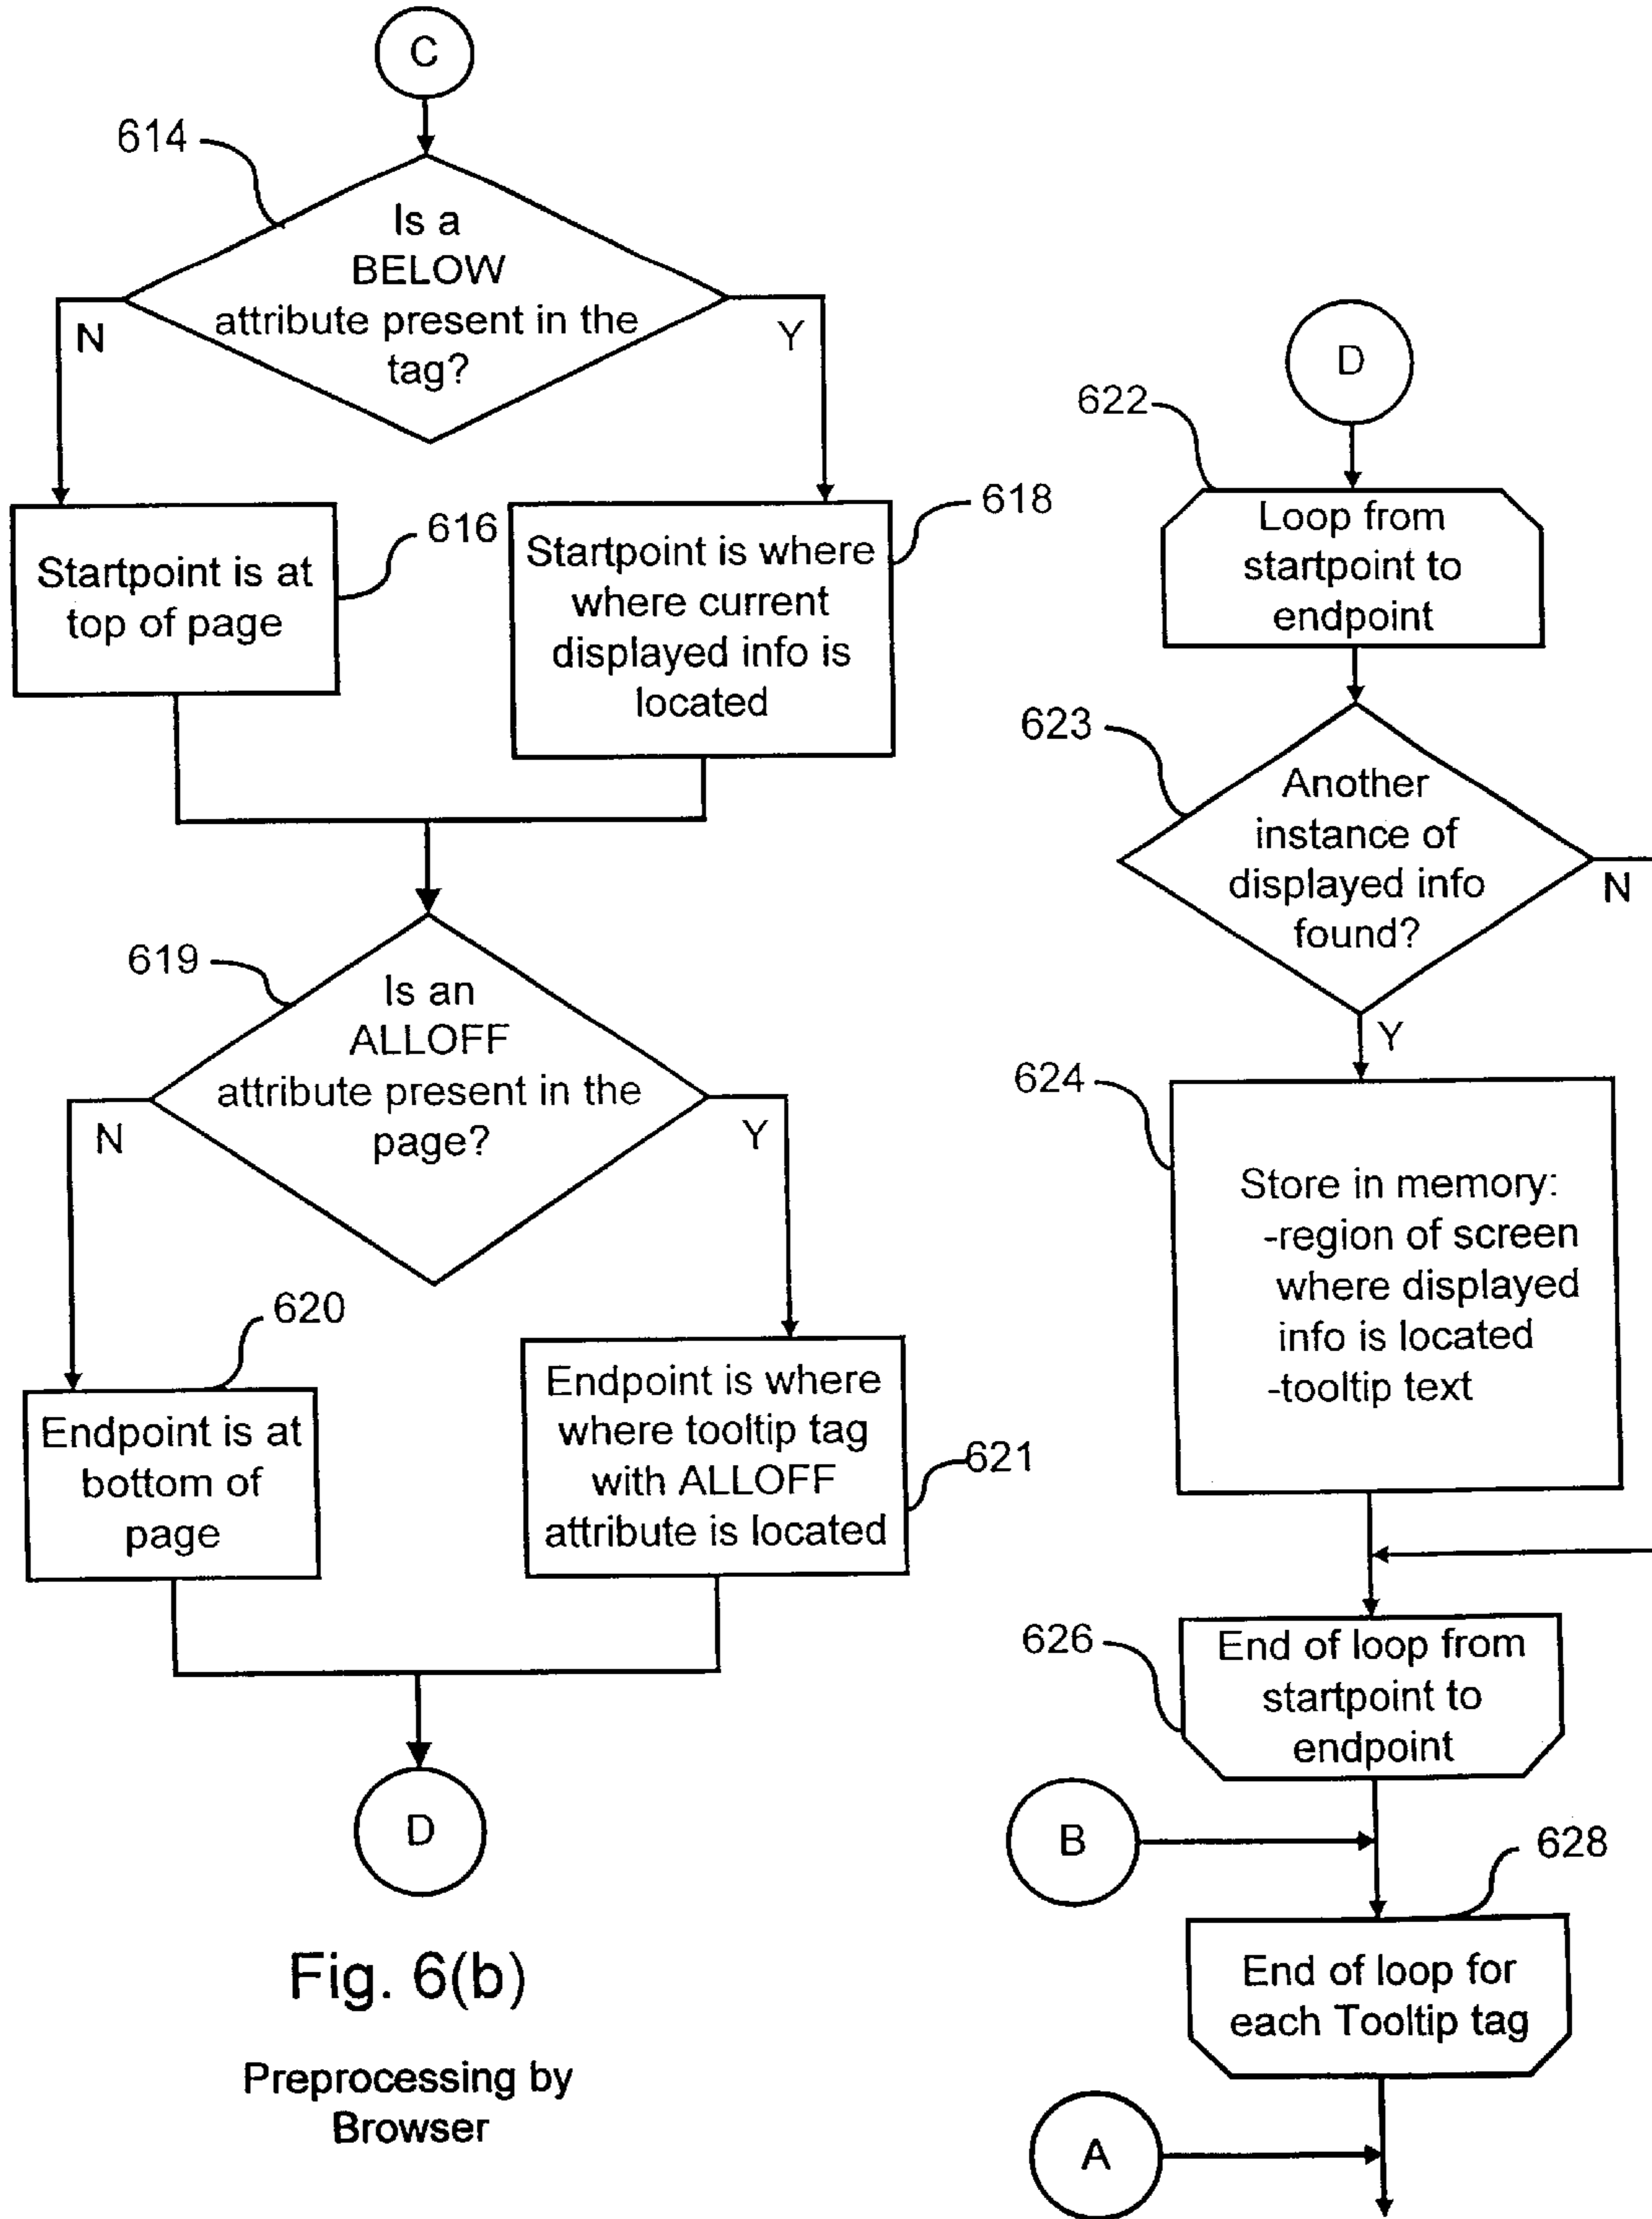 C
614
Is a
BELOW
attribute present in the
tag?
N
Y
Startpoint is at
top of page
616
Startpoint is where
where current
displayed info is
located
618
619
Is an
ALLOFF
attribute present in the
page?
N
Y
620
Endpoint is at
bottom of
page
Endpoint is where
where tooltip tag
with ALLOFF
attribute is located
621
D
Fig. 6(b)
Preprocessing by
Browser
D
622
Loop from
startpoint to
endpoint
623
Another
instance of
displayed info
found?
N
Y
624
Store in memory:
-region of screen
where displayed
info is located
-tooltip text
626
End of loop from
startpoint to
endpoint
B
628
End of loop for
each Tooltip tag
A